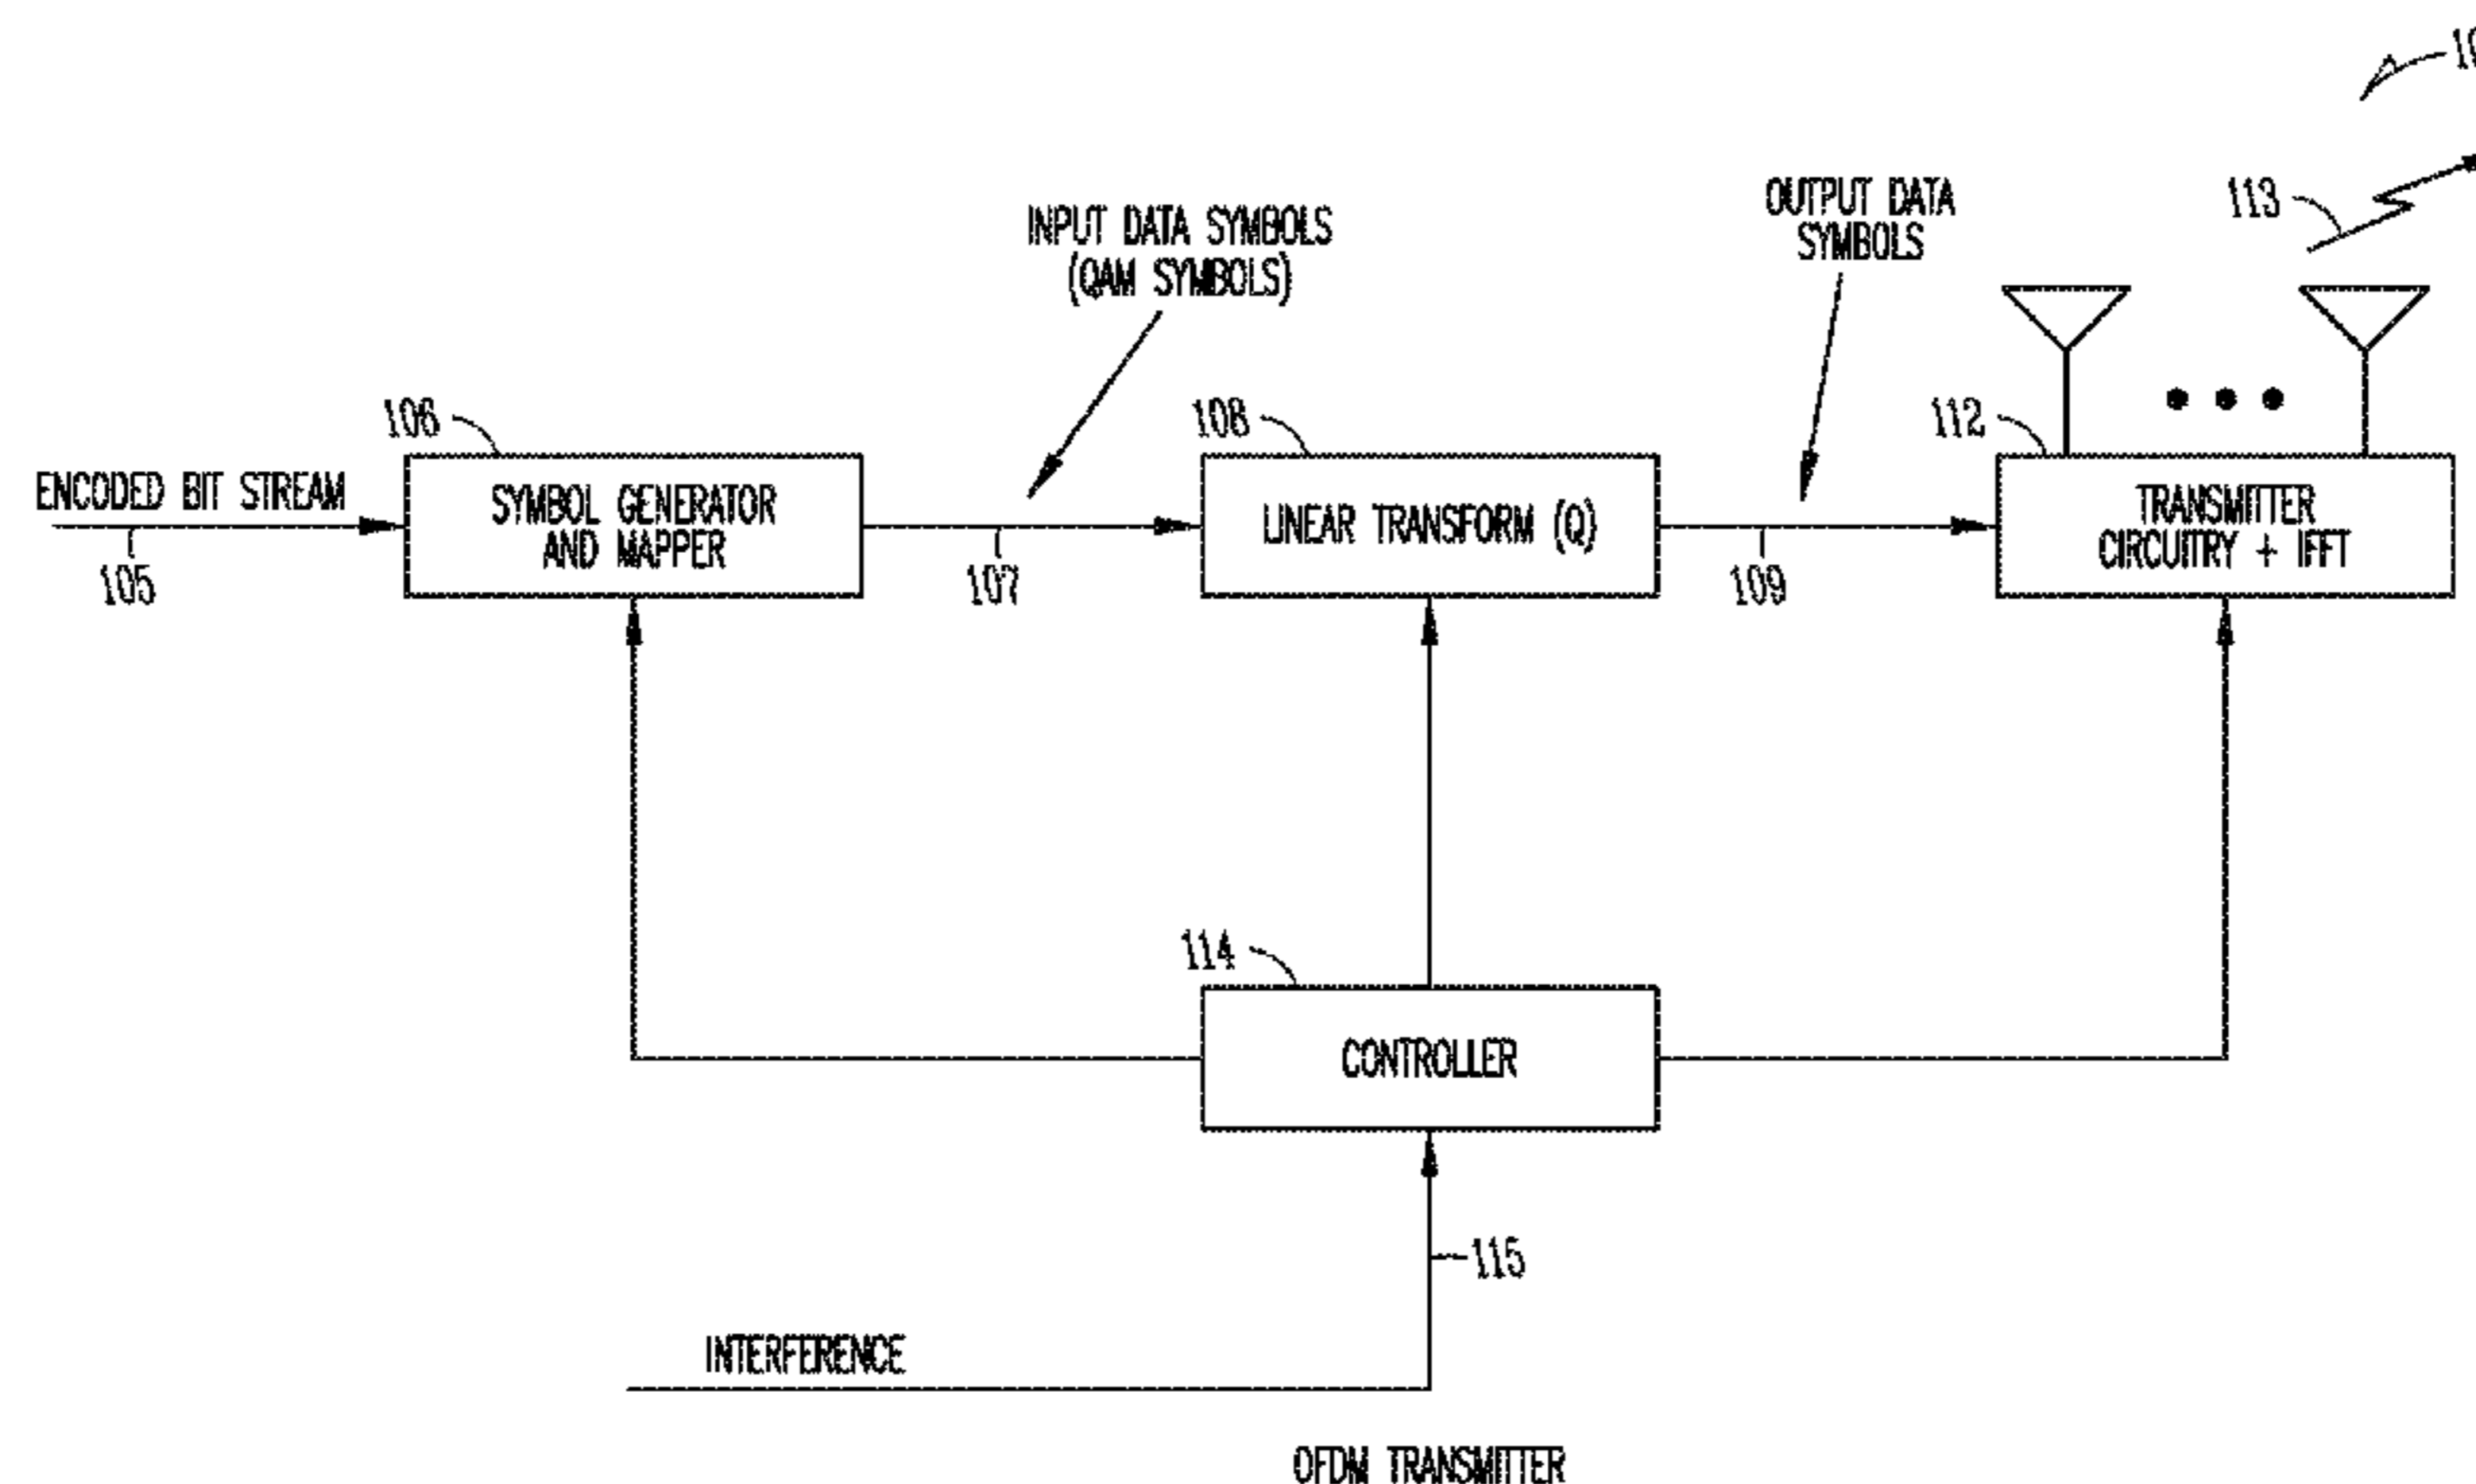 113
INPUT DATA SYMBOLS
(QAM SYMBOLS)
OUTPUT DATA
SYMBOLS
106
108
112
ENCODED BIT STREAM
105
SYMBOL GENERATOR
AND MAPPER
107
LINEAR TRANSFORM (Q)
109
TRANSMITTER
CIRCUITRY + IFFT
114
CONTROLLER
115
INTERFERENCE
OFDM TRANSMITTER